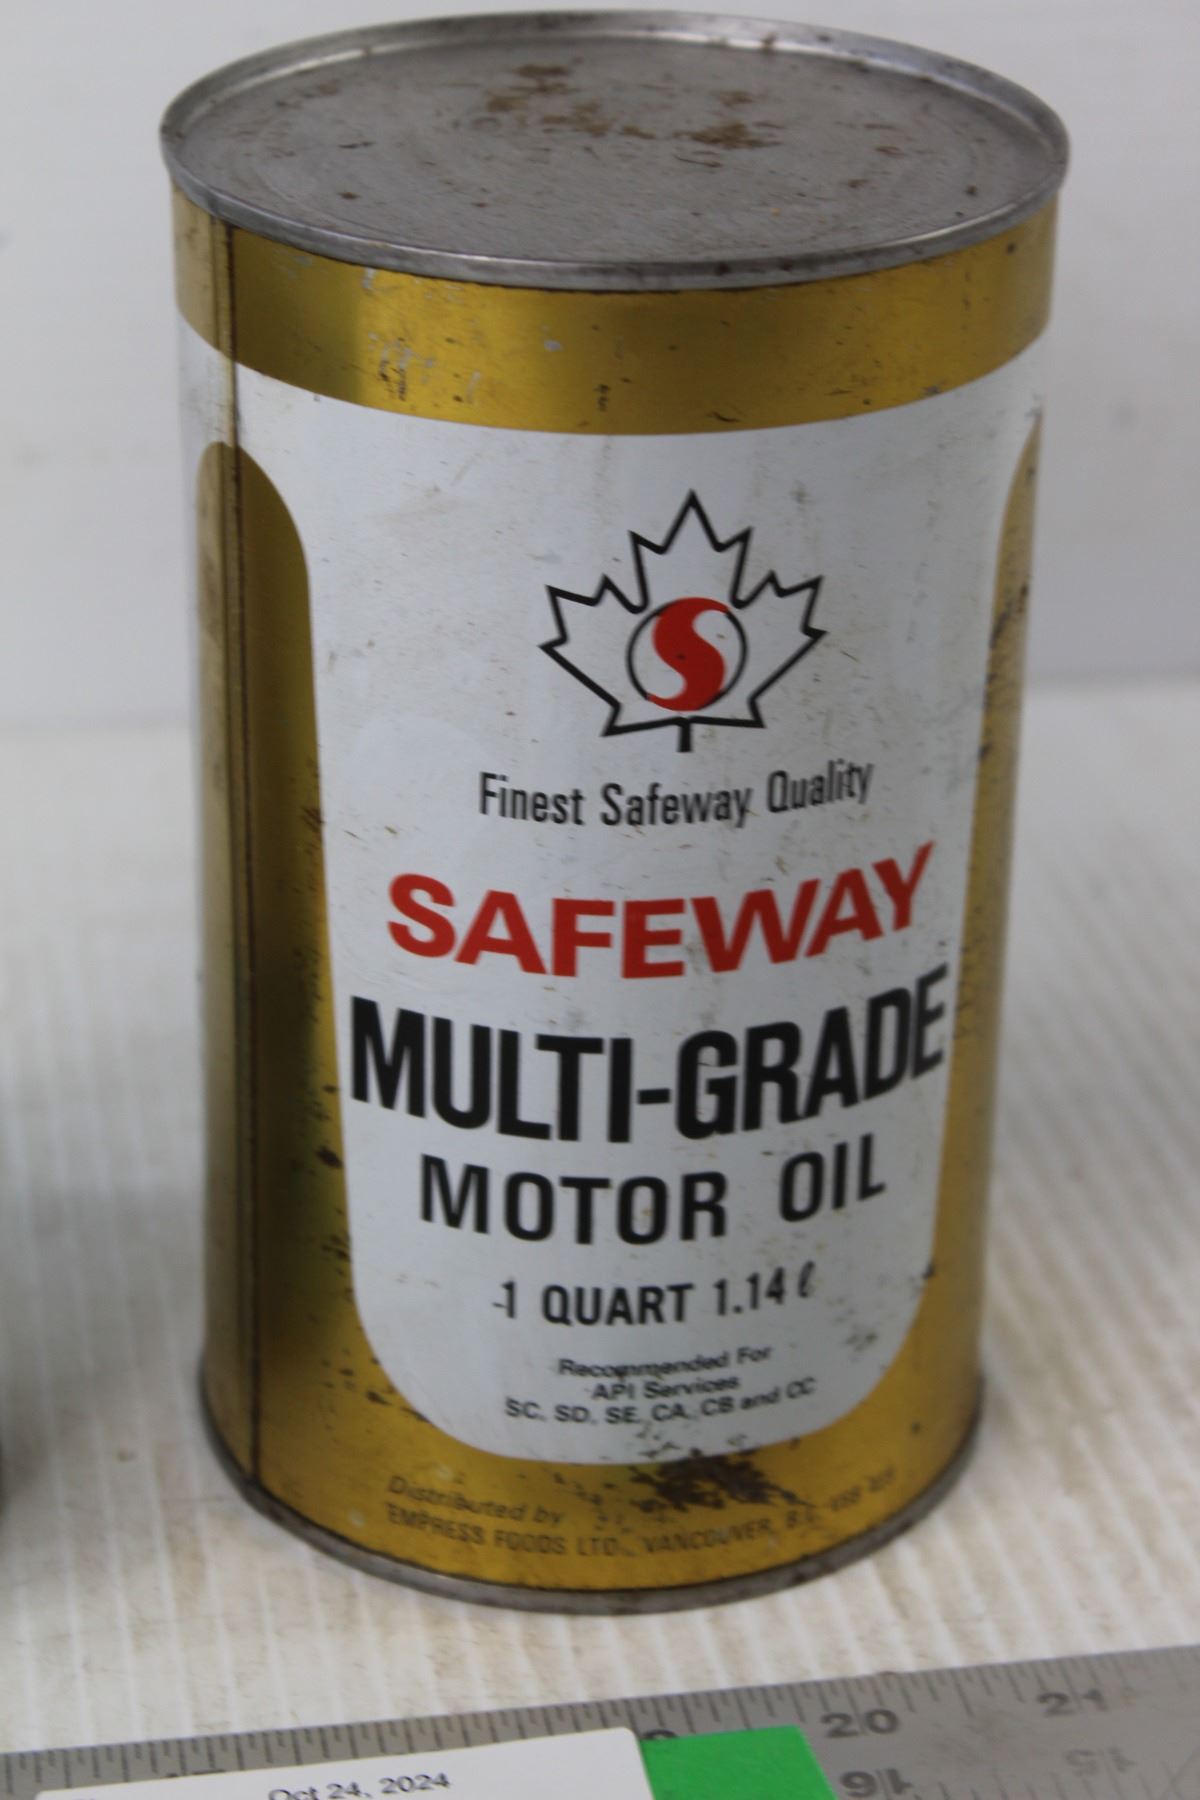 S
Finest Safeway Quality
SAFEWAY
MULTI-GRADE
MOTOR OIL
1 QUART 1.14 ℓ
Recommended For
API Services
SC, SD, SE, CA, CB and CC
Distributed by
EMPRESS FOODS LTD., VANCOUVER, B.C.
20 21
Oct 24, 2024